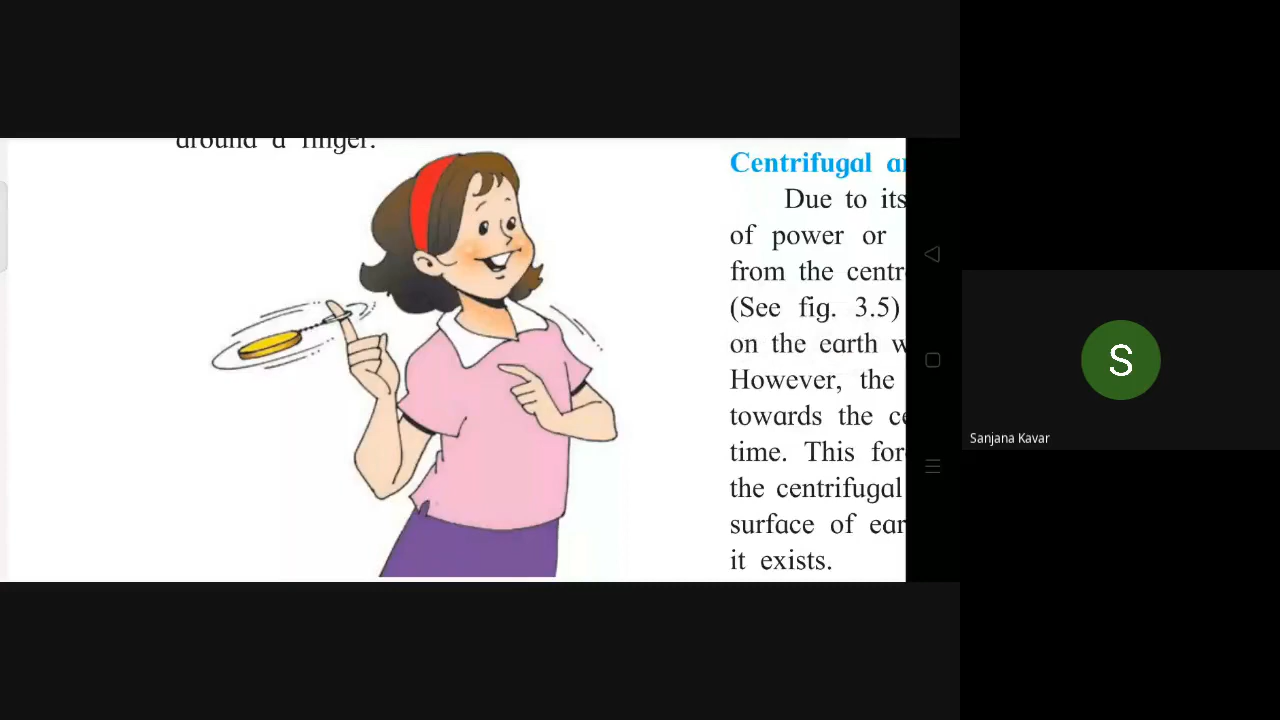 around a finger.
Centrifugal
Due to its
of power or
from the
(See fig. 3.5)
on the earth
However, the
towards the
time. This
the centrifugal
surface of
it exists.
S
Sanjana Kavar